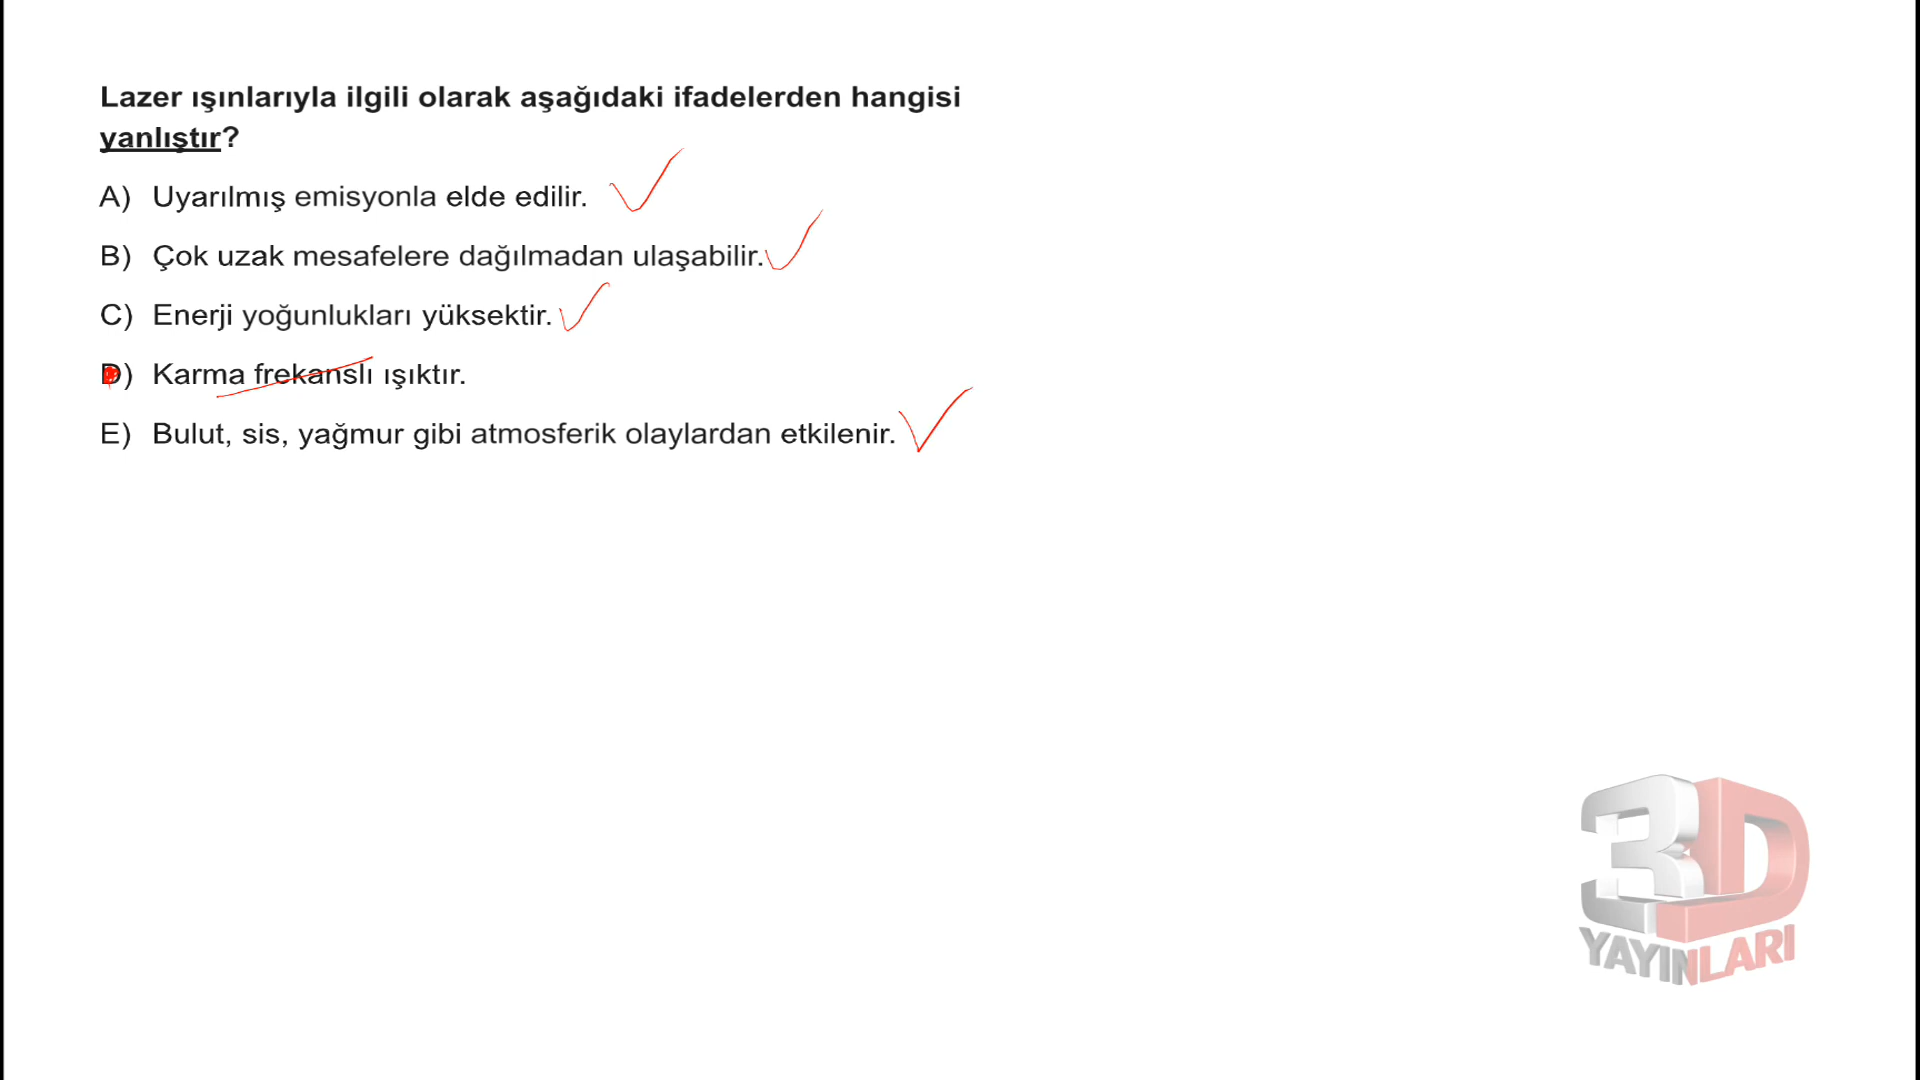 Lazer ışınlarıyla ilgili olarak aşağıdaki ifadelerden hangisi
yanlıştır?
A) Uyarılmış emisyonla elde edilir.
B) Çok uzak mesafelere dağılmadan ulaşabilir.
C) Enerji yoğunlukları yüksektir.
D) Karma frekanslı ışıktır.
E) Bulut, sis, yağmur gibi atmosferik olaylardan etkilenir.
3D
YAYINLARI